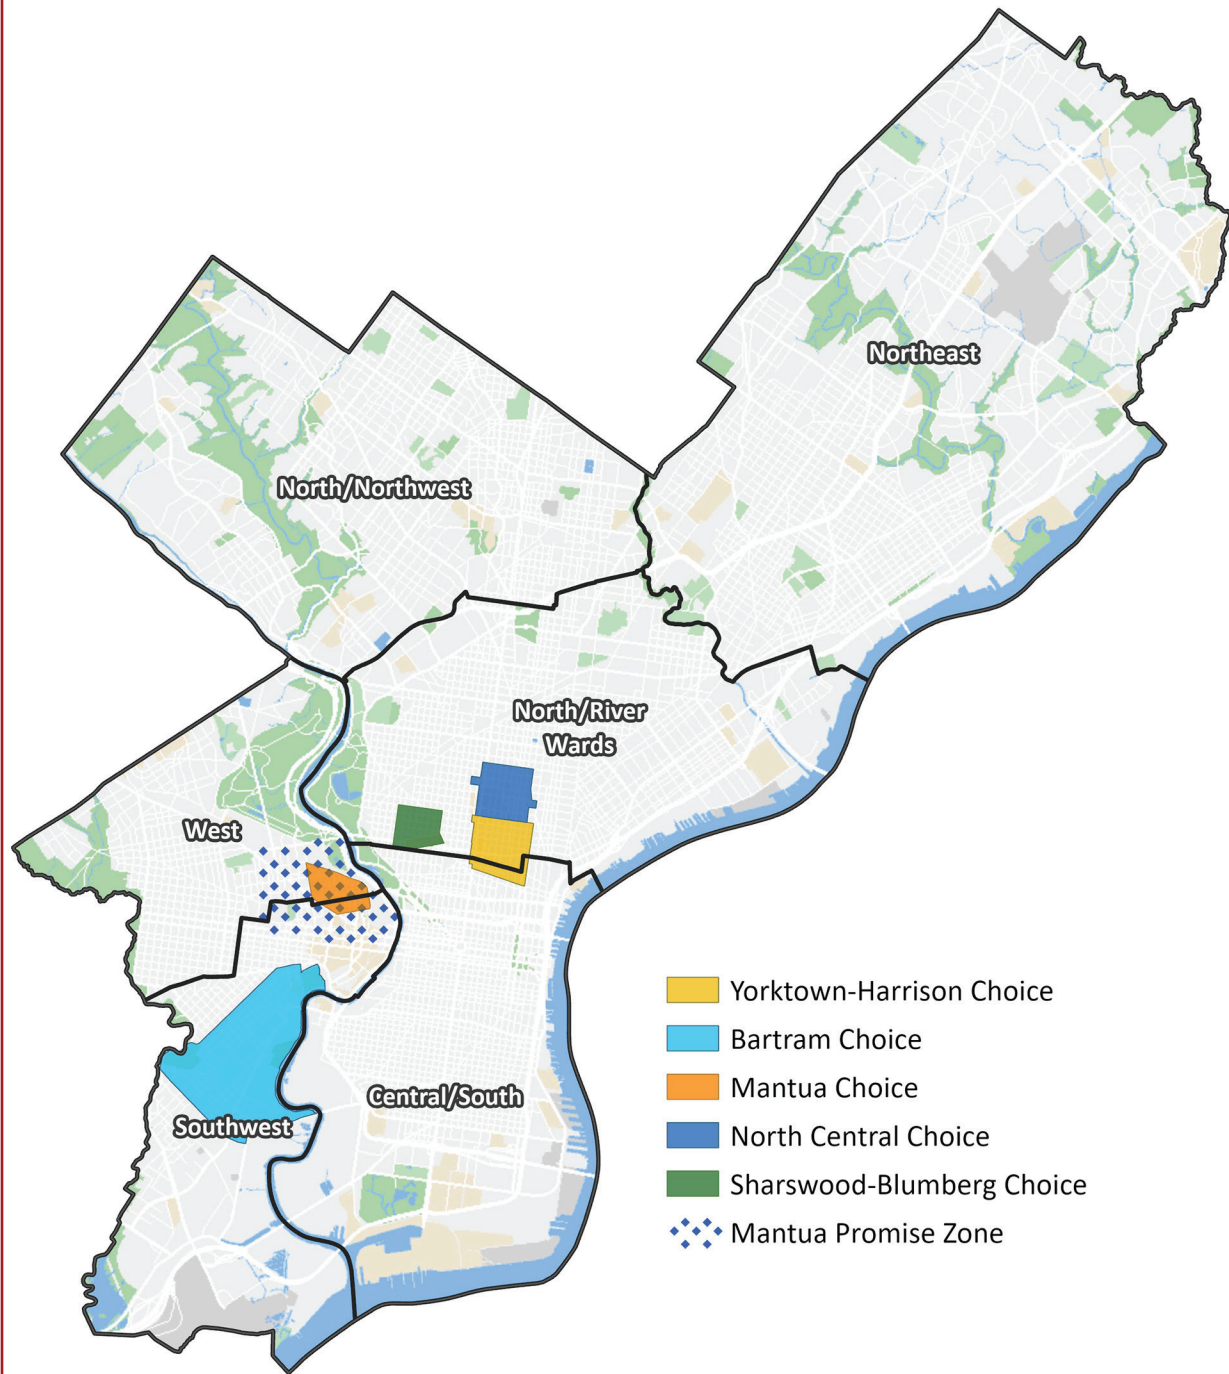 Northeast
North/Northwest
North/River
Wards
West
Central/South
Southwest
Yorktown-Harrison Choice
Bartram Choice
Mantua Choice
North Central Choice
Sharswood-Blumberg Choice
Mantua Promise Zone